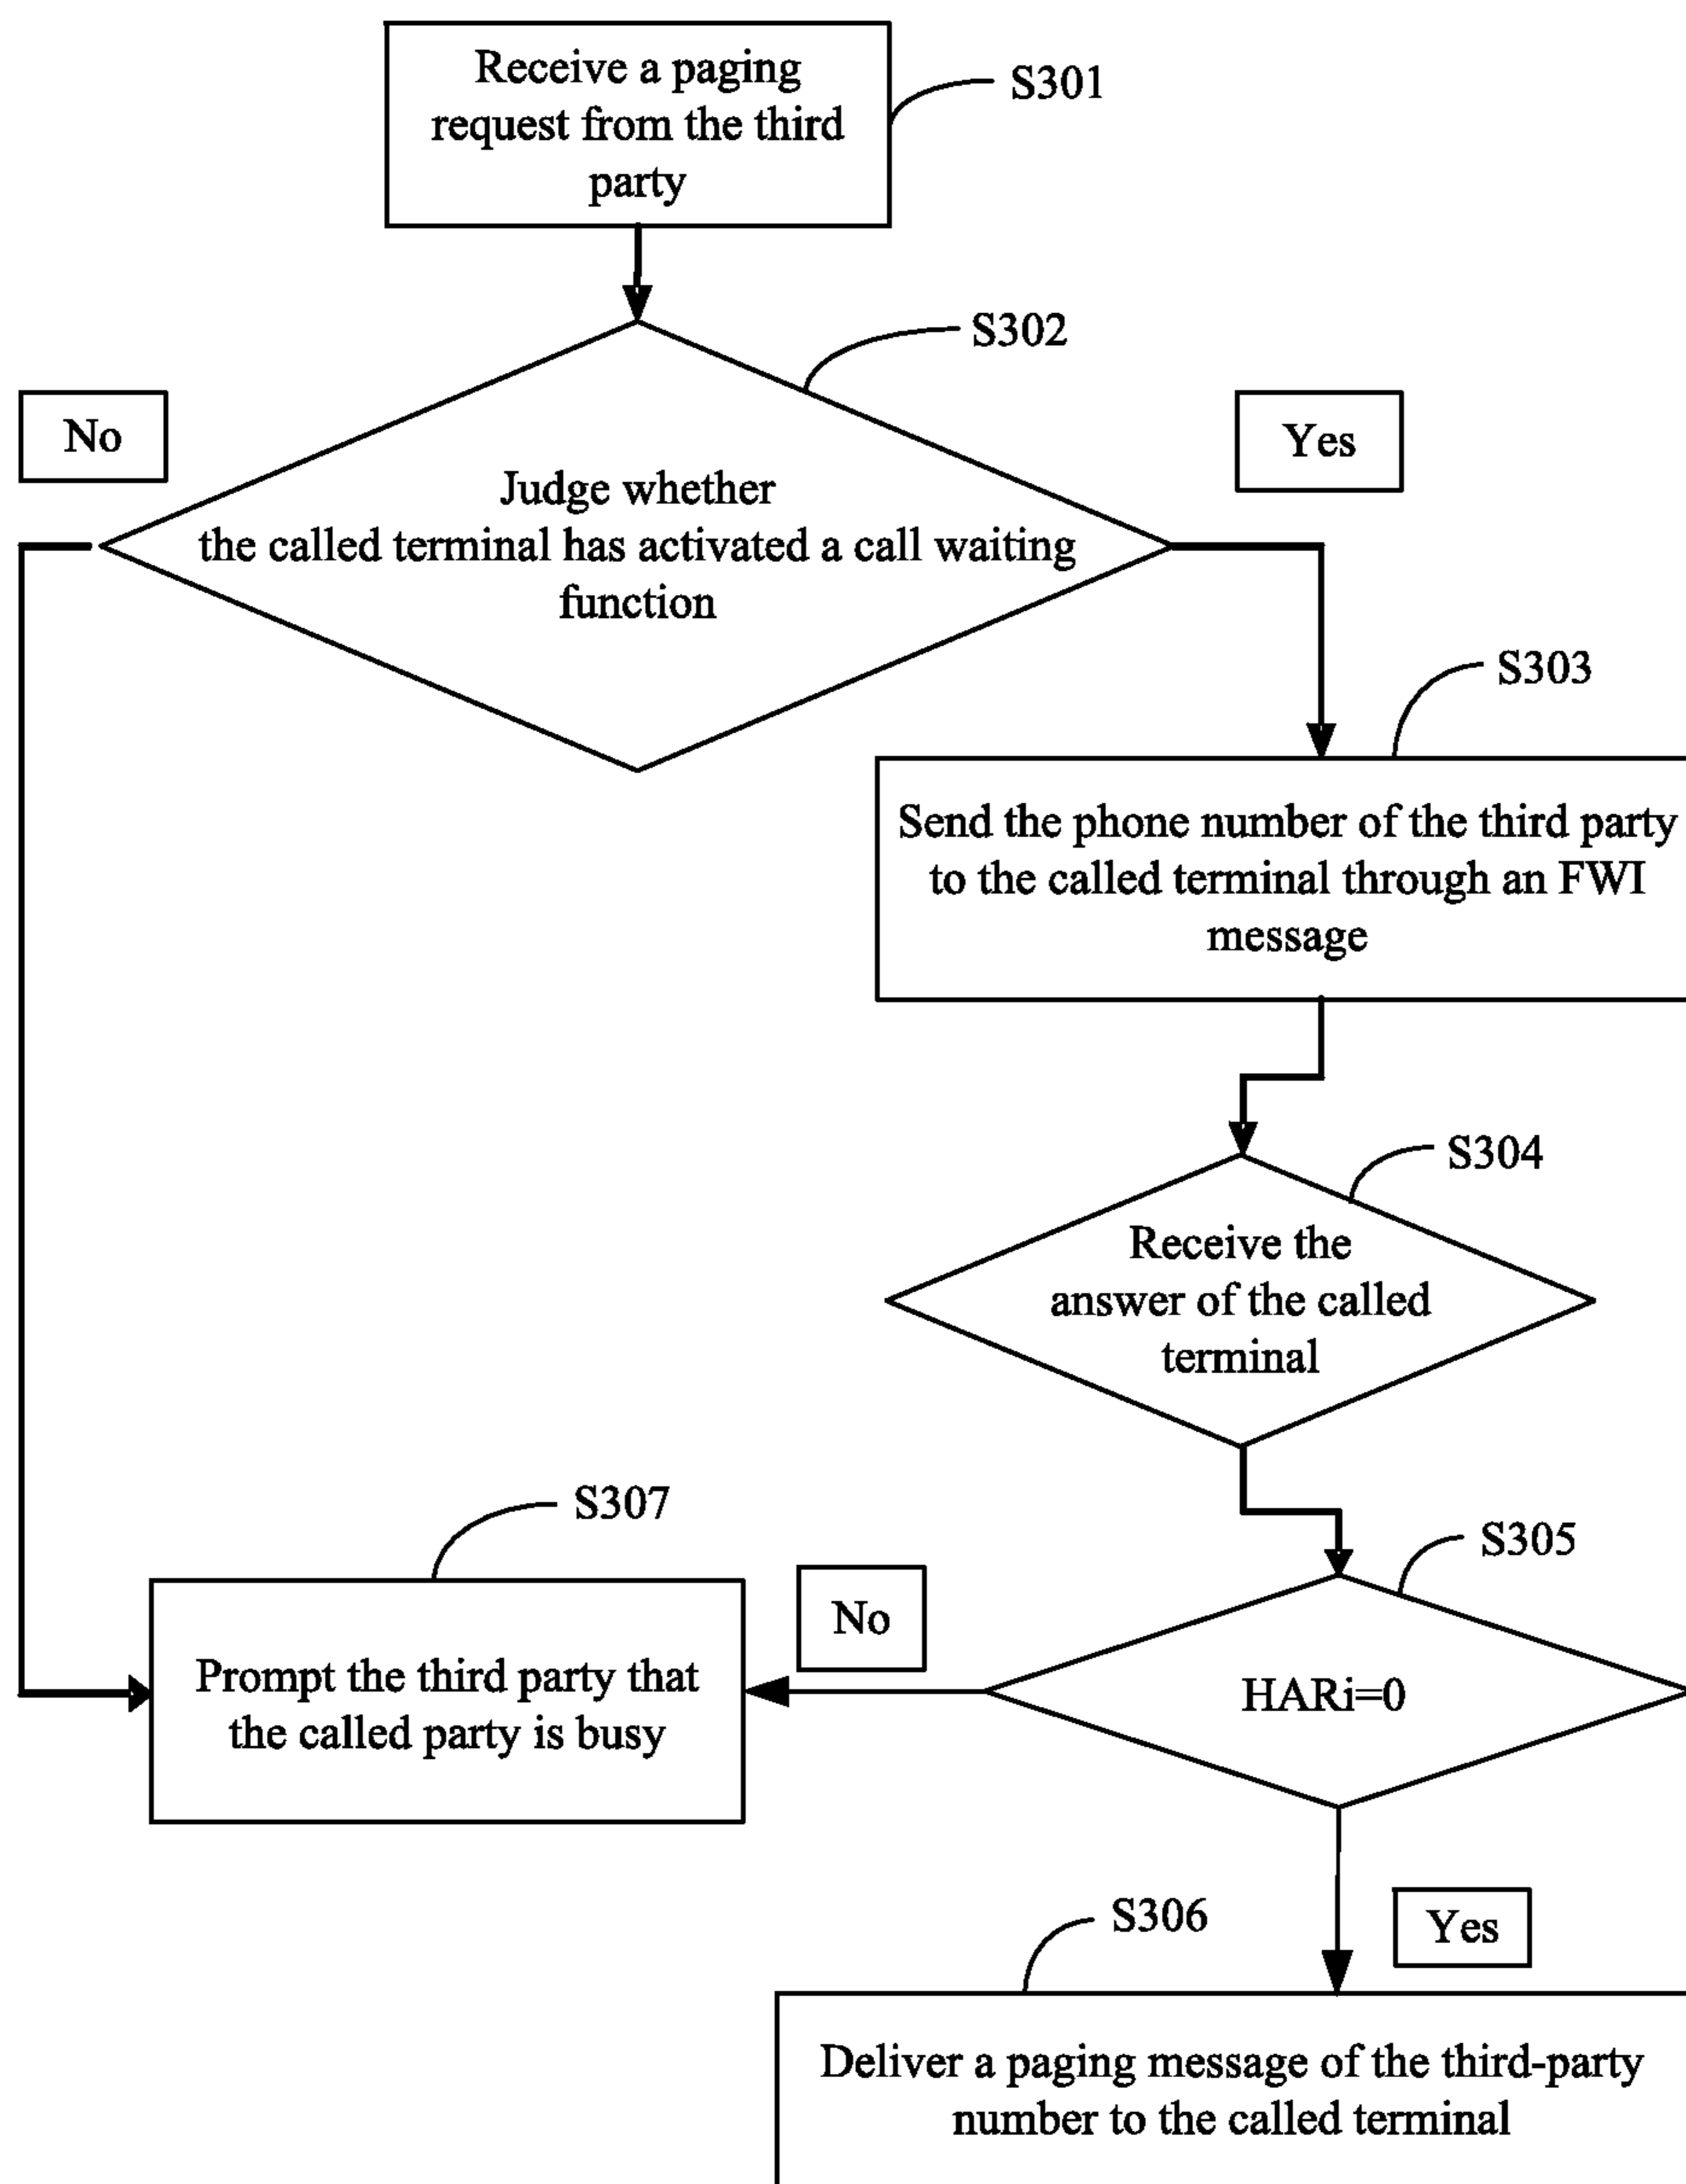 Receive a paging
request from the third
party
S301
S302
No
Yes
Judge whether
the called terminal has activated a call waiting
function
S303
Send the phone number of the third party
to the called terminal through an FWI
message
S304
Receive the
answer of the called
terminal
S307
S305
No
Prompt the third party that
the called party is busy
HARi=0
S306
Yes
Deliver a paging message of the third-party
number to the called terminal